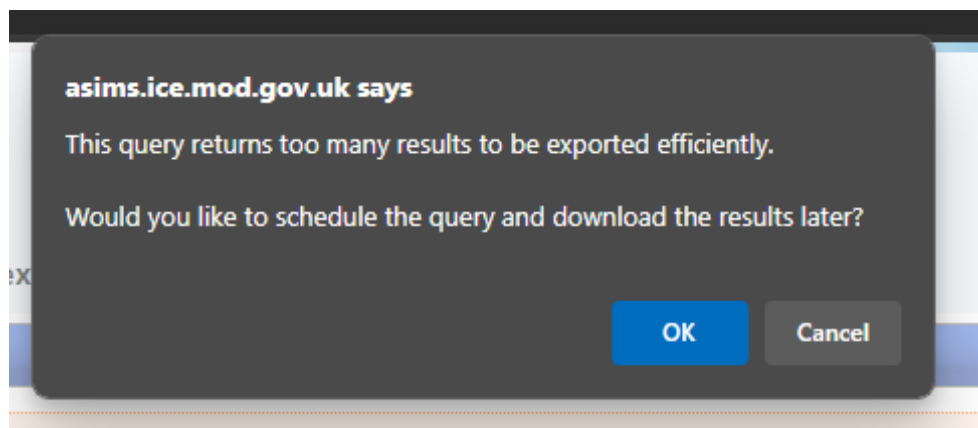 asims.ice.mod.gov.uk says
This query returns too many results to be exported efficiently.
Would you like to schedule the query and download the results later?
ex
OK
Cancel